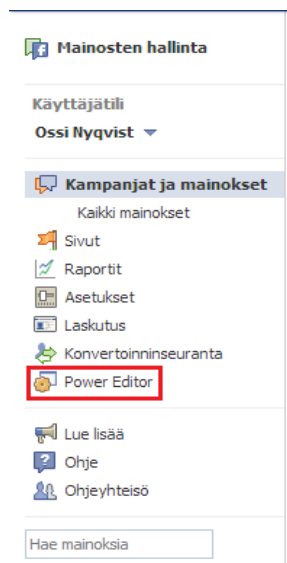 Mainosten hallinta
Käyttäjätili
Ossi Nyqvist
Kampanjat ja mainokset
Kaikki mainokset
Sivut
Raportit
Asetukset
Laskutus
Konvertoinninseuranta
Power Editor
Lue lisää
Ohje
Ohjeyhteisö
Hae mainoksia